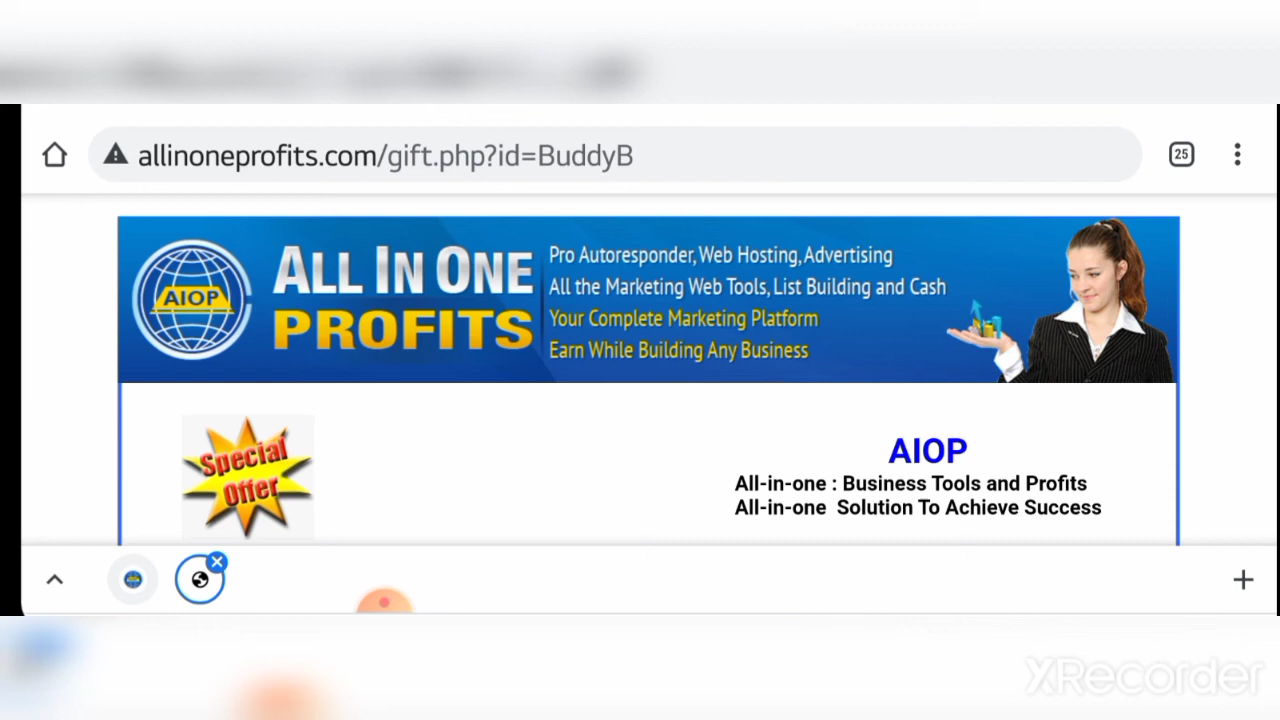 allinoneprofits.com/gift.php?id=BuddyB
25
AIOP
ALL IN ONE
PROFITS
Pro Autoresponder, Web Hosting, Advertising
All the Marketing Web Tools, List Building and Cash
Your Complete Marketing Platform
Earn While Building Any Business
Special
Offer
AIOP
All-in-one : Business Tools and Profits
All-in-one Solution To Achieve Success
XRecorder